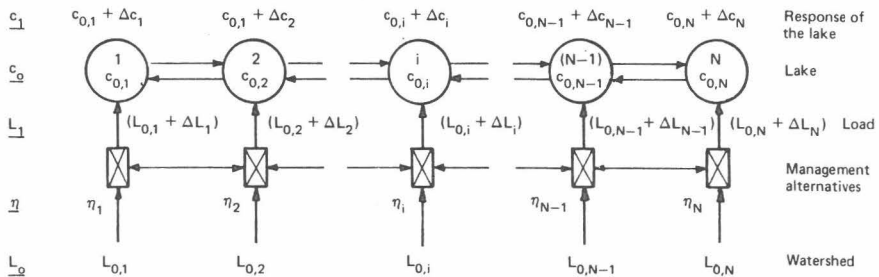 c₁ c₀,₁ + Δc₁ c₀,₁ + Δc₂ c₀,ᵢ + Δcᵢ c₀,N−1 + ΔcN−1 c₀,N + ΔcN Response of the lake
1 2 i (N−1) N
c₀ c₀,₁ c₀,₂ c₀,ᵢ c₀,N−1 c₀,N Lake
L₁ (L₀,₁ + ΔL₁) (L₀,₂ + ΔL₂) (L₀,ᵢ + ΔLᵢ) (L₀,N−1 + ΔLN−1) (L₀,N + ΔLN) Load
Management
alternatives
η η₁ η₂ ηᵢ ηN−1 ηN
L₀ L₀,₁ L₀,₂ L₀,ᵢ L₀,N−1 L₀,N Watershed